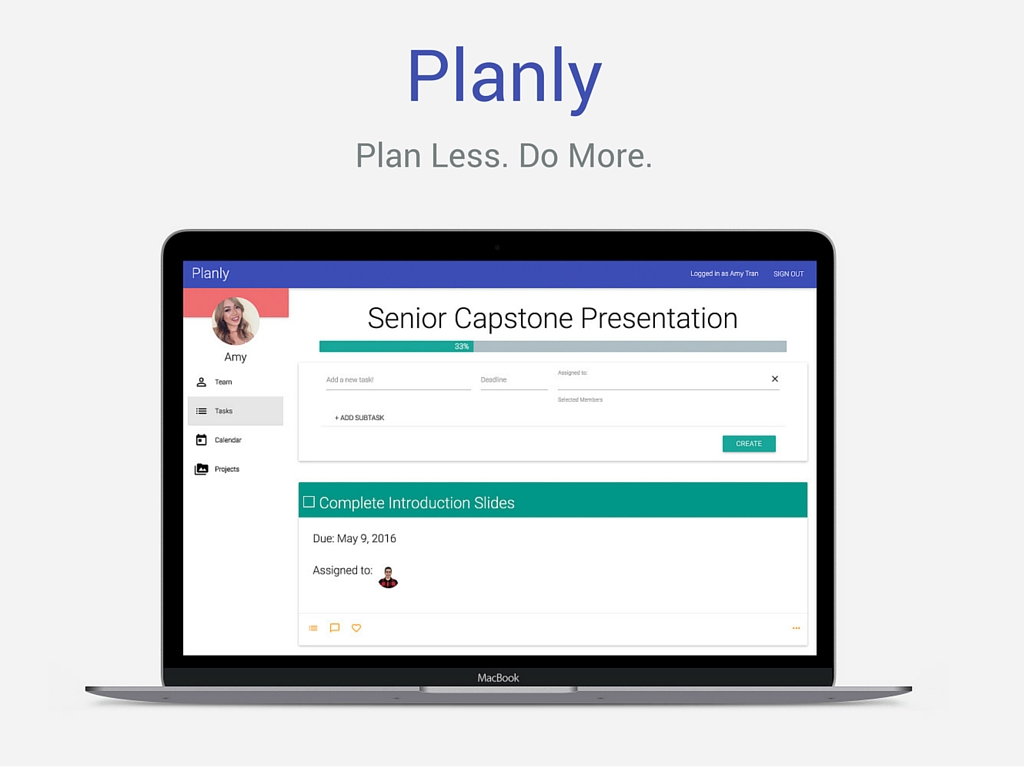 Planly
Plan Less. Do More.
Planly
Logged in as Amy Tran
SIGN OUT
Amy
Team
Tasks
Calendar
Projects
Senior Capstone Presentation
33%
Add a new task!
Deadline
Assigned to:
Selected Members
+ ADD SUBTASK
CREATE
Complete Introduction Slides
Due: May 9, 2016
Assigned to:
MacBook